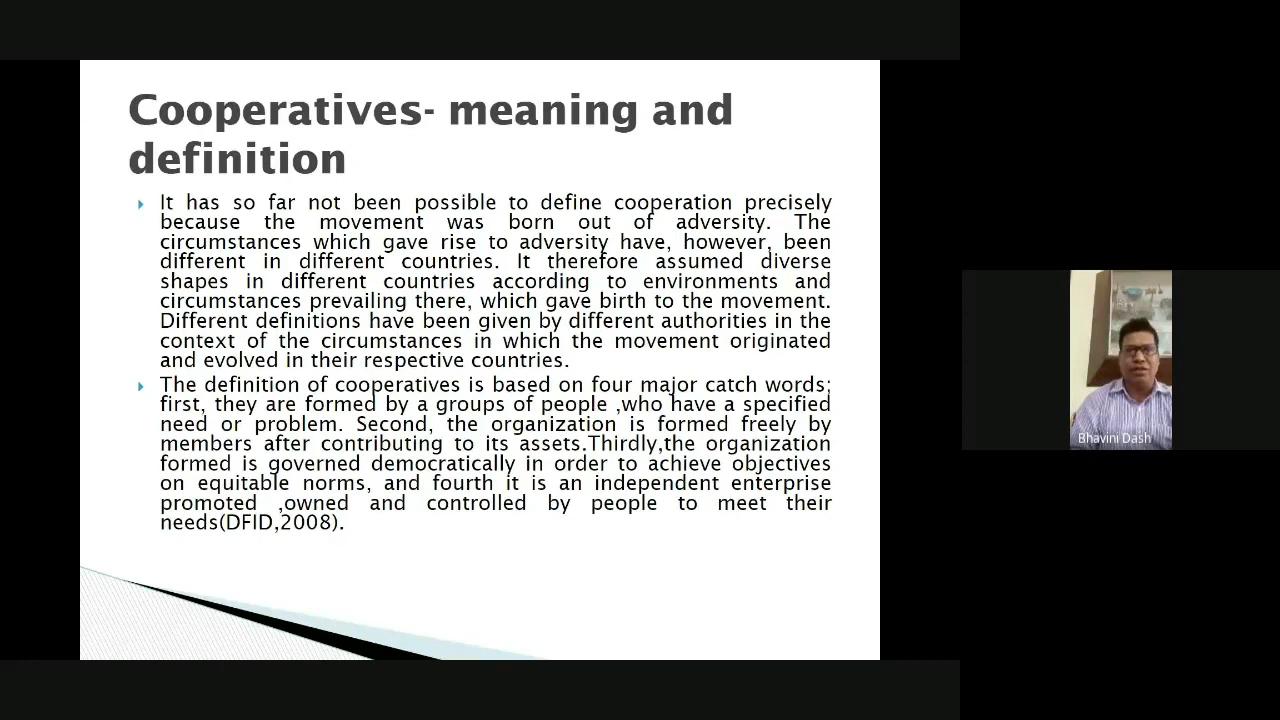 Cooperatives- meaning and
definition
It has so far not been possible to define cooperation precisely
because the movement was born out of adversity. The
circumstances which gave rise to adversity have, however, been
different in different countries. It therefore assumed diverse
shapes in different countries according to environments and
circumstances prevailing there, which gave birth to the movement.
Different definitions have been given by different authorities in the
context of the circumstances in which the movement originated
and evolved in their respective countries.
The definition of cooperatives is based on four major catch words;
first, they are formed by a groups of people ,who have a specified
need or problem. Second, the organization is formed freely by
members after contributing to its assets.Thirdly,the organization
formed is governed democratically in order to achieve objectives
on equitable norms, and fourth it is an independent enterprise
promoted ,owned and controlled by people to meet their
needs(DFID,2008).
Bhavini Dash